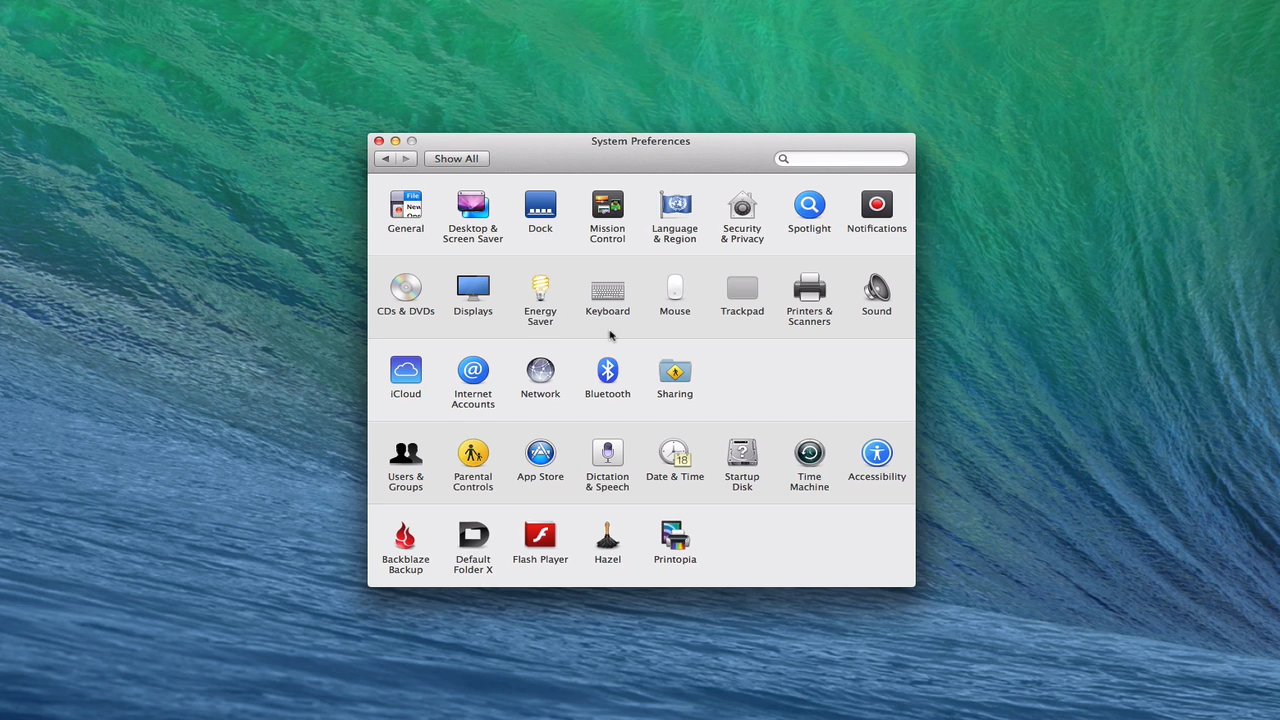 System Preferences
Show All
File
New
General
Desktop &
Screen Saver
Dock
Mission
Control
Language
& Region
Security
& Privacy
Spotlight
Notifications
CDs & DVDs
Displays
Energy
Saver
Keyboard
Mouse
Trackpad
Printers &
Scanners
Sound
iCloud
@
Internet
Accounts
Network
Bluetooth
Sharing
Users &
Groups
Parental
Controls
App Store
Dictation
& Speech
18
Date & Time
?
Startup
Disk
Time
Machine
Accessibility
Backblaze
Backup
Default
Folder X
Flash Player
Hazel
Printopia